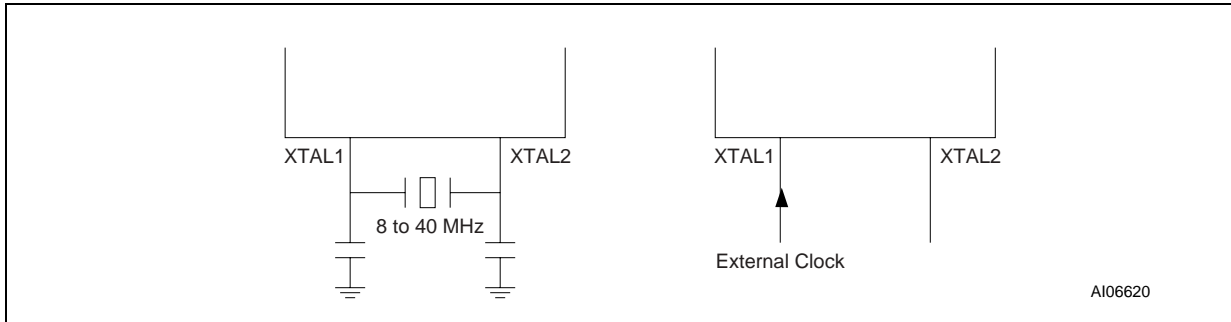 XTAL1 XTAL2 XTAL1 XTAL2
8 to 40 MHz
External Clock
AI06620